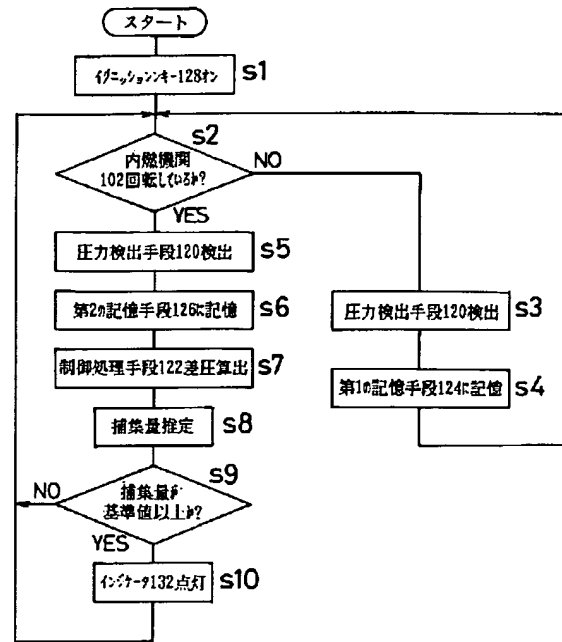 スタート
イグニッションンキー128オン
S1
S2
内燃機関
102回転しているか?
NO
YES
圧力検出手段120検出
S5
第2の記憶手段126に記憶
S6
制御処理手段122差圧算出
S7
捕集量推定
S8
圧力検出手段120検出
S3
第1の記憶手段124に記憶
S4
S9
NO
捕集量が
基準値以上か?
YES
インジケータ132点灯
S10